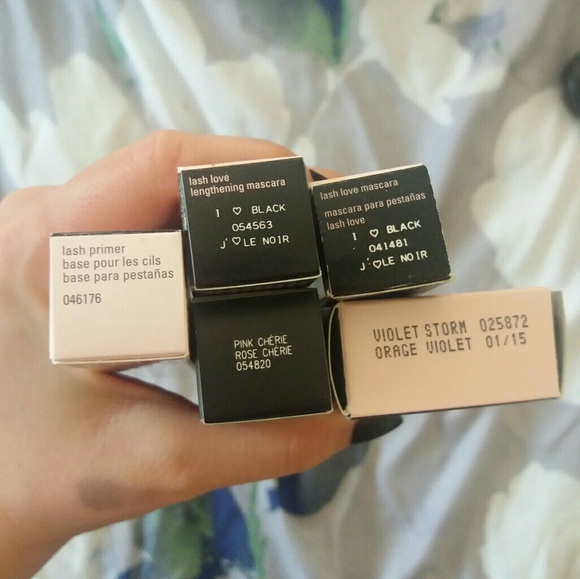 lash love
lengthening mascara
I ♡ BLACK
054563
J'♡LE NOIR
lash love mascara
mascara para pestañas
lash love
I ♡ BLACK
041481
J'♡LE NOIR
lash primer
base pour les cils
base para pestañas
046176
PINK CHÉRIE
ROSE CHÉRIE
054820
VIOLET STORM 025872
ORAGE VIOLET 01/15